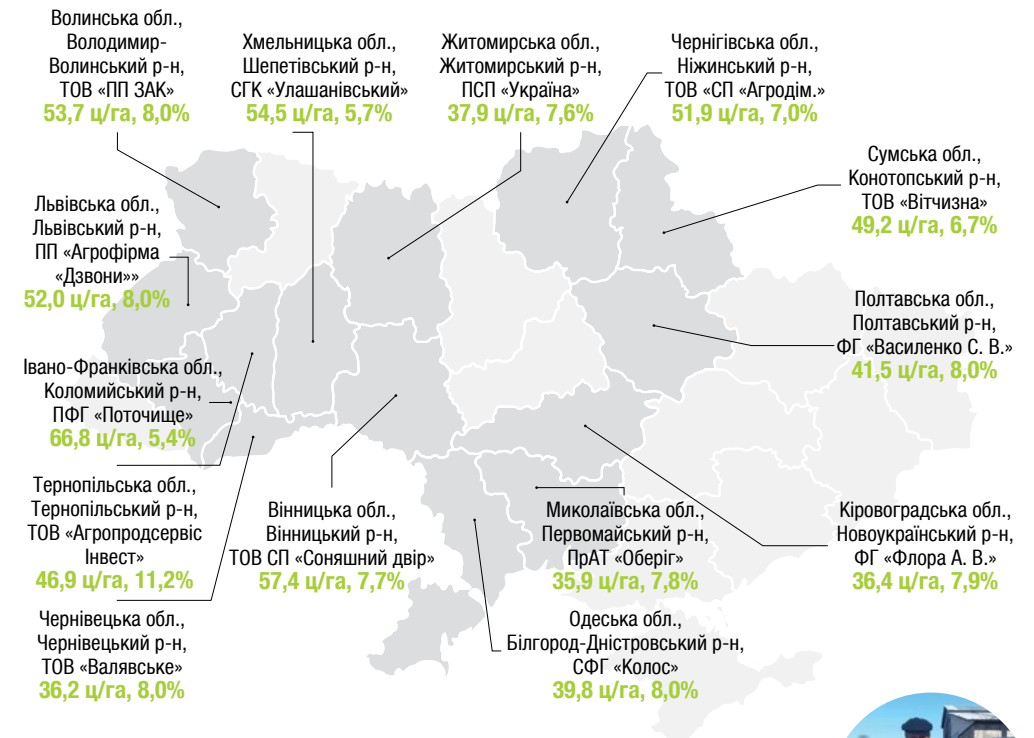 Волинська обл.,
Володимир-
Волинський р-н,
ТОВ «ПП ЗАК»
53,7 ц/га, 8,0%
Хмельницька обл.,
Шепетівський р-н,
СГК «Улашанівський»
54,5 ц/га, 5,7%
Житомирська обл.,
Житомирський р-н,
ПСП «Україна»
37,9 ц/га, 7,6%
Чернігівська обл.,
Ніжинський р-н,
ТОВ «СП «Агродім.»
51,9 ц/га, 7,0%
Сумська обл.,
Конотопський р-н,
ТОВ «Вітчизна»
49,2 ц/га, 6,7%
Львівська обл.,
Львівський р-н,
ПП «Агрофірма
«Дзвони»»
52,0 ц/га, 8,0%
Полтавська обл.,
Полтавський р-н,
ФГ «Василенко С. В.»
41,5 ц/га, 8,0%
Івано-Франківська обл.,
Коломийський р-н,
ПФГ «Поточище»
66,8 ц/га, 5,4%
Тернопільська обл.,
Тернопільський р-н,
ТОВ «Агропродсервіс
Інвест»
46,9 ц/га, 11,2%
Вінницька обл.,
Вінницький р-н,
ТОВ СП «Соняшний двір»
57,4 ц/га, 7,7%
Миколаївська обл.,
Первомайський р-н,
ПрАТ «Оберіг»
35,9 ц/га, 7,8%
Кіровоградська обл.,
Новоукраїнський р-н,
ФГ «Флора А. В.»
36,4 ц/га, 7,9%
Чернівецька обл.,
Чернівецький р-н,
ТОВ «Валявське»
36,2 ц/га, 8,0%
Одеська обл.,
Білгород-Дністровський р-н,
СФГ «Колос»
39,8 ц/га, 8,0%